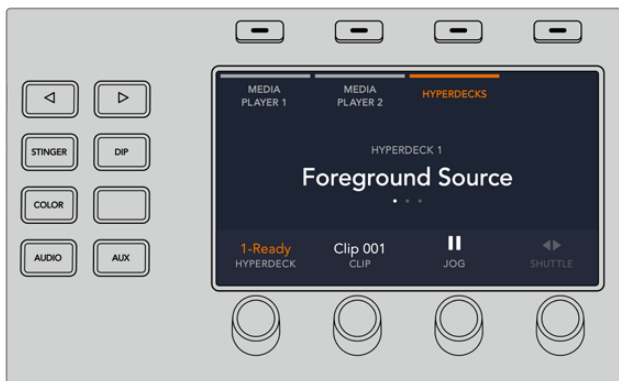 STINGER
DIP
COLOR
AUDIO
AUX
MEDIA
PLAYER 1
MEDIA
PLAYER 2
HYPERDECKS
HYPERDECK 1
Foreground Source
1-Ready
HYPERDECK
Clip 001
CLIP
JOG
SHUTTLE